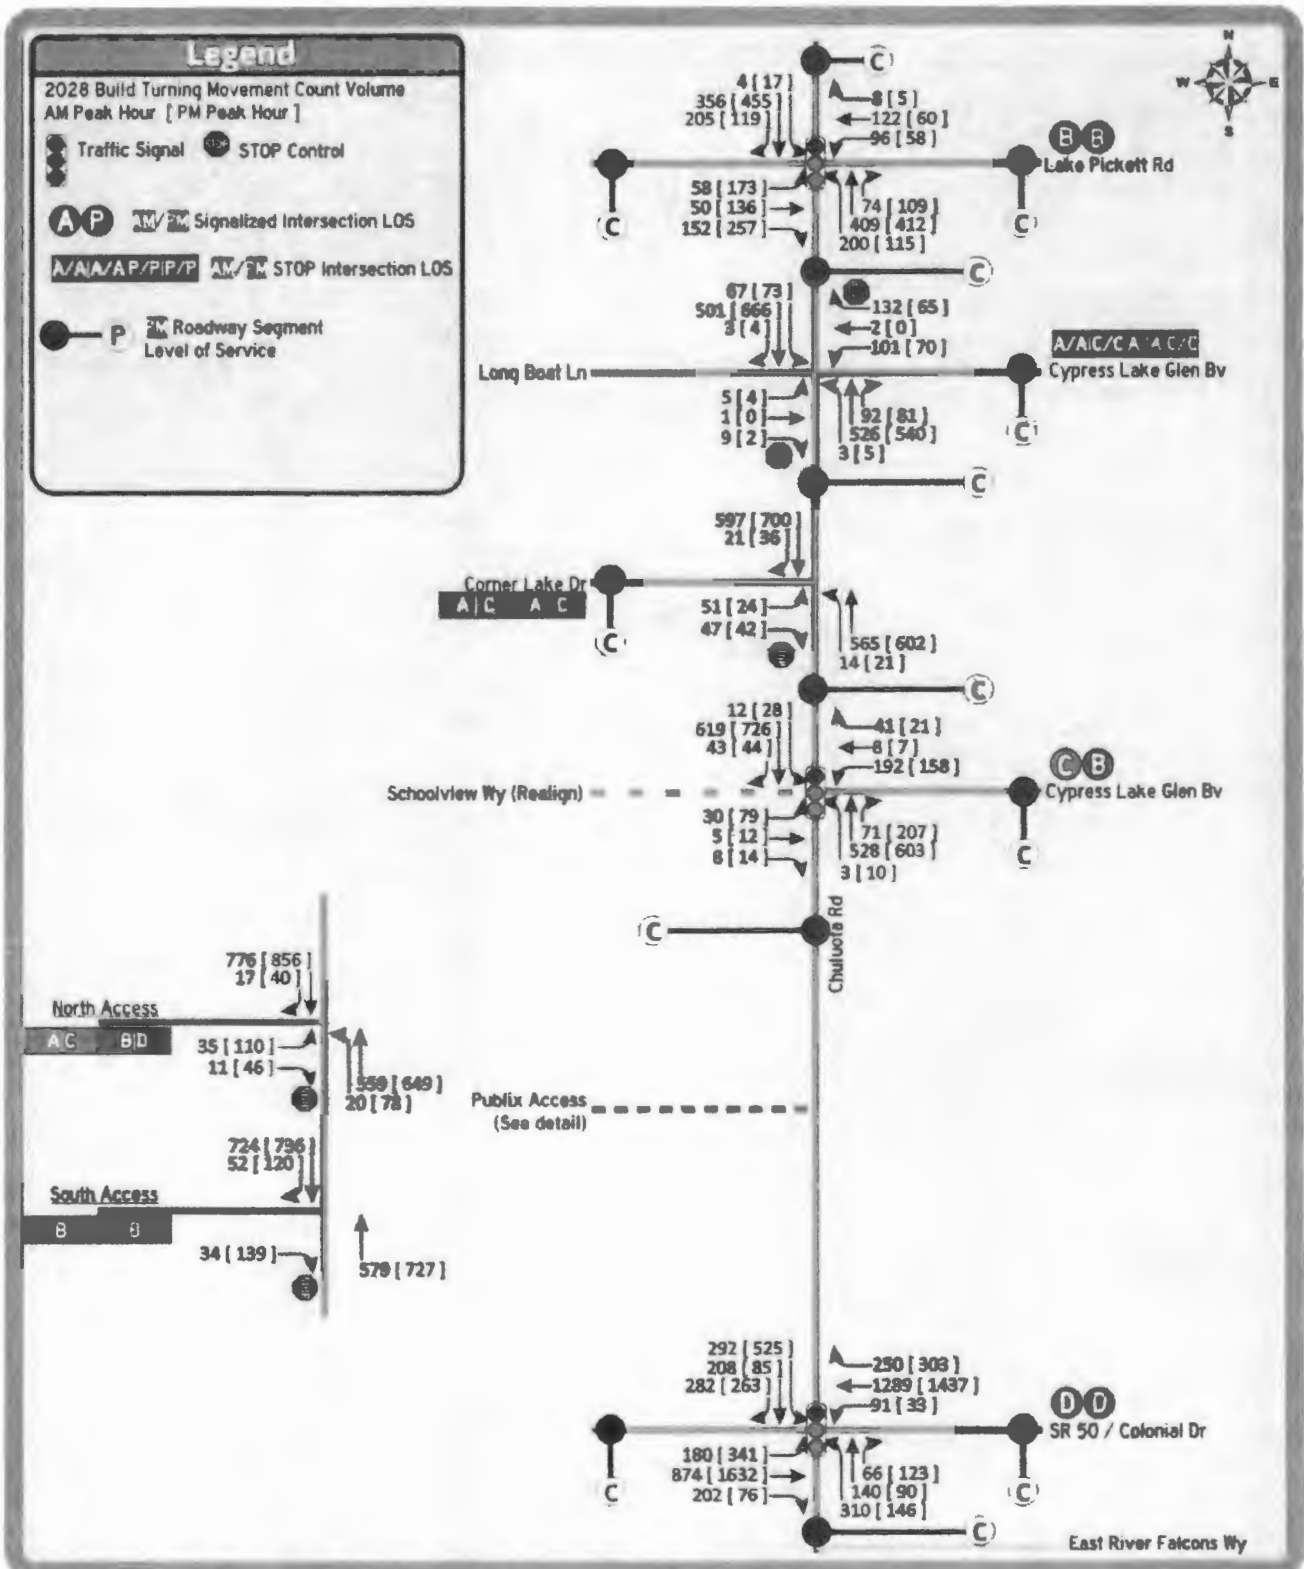 Legend
2028 Build Turning Movement Count Volume
AM Peak Hour [ PM Peak Hour ]
Traffic Signal
STOP Control
A P AM/PM Signalized Intersection LOS
A/A|A/A P/P|P/P AM/PM STOP Intersection LOS
P PM Roadway Segment
Level of Service
N
W E
S
C
4 [ 17 ]
356 [ 455 ]
205 [ 119 ]
8 [ 5 ]
122 [ 60 ]
96 [ 58 ]
B B
Lake Pickett Rd
C
C
58 [ 173 ]
50 [ 136 ]
152 [ 257 ]
74 [ 109 ]
409 [ 412 ]
200 [ 115 ]
C
67 [ 73 ]
501 [ 666 ]
3 [ 4 ]
132 [ 65 ]
2 [ 0 ]
101 [ 70 ]
Long Boat Ln
A/A|C/C A/A C/C
Cypress Lake Glen Bv
C
5 [ 4 ]
1 [ 0 ]
9 [ 2 ]
92 [ 81 ]
526 [ 540 ]
3 [ 5 ]
C
597 [ 700 ]
21 [ 36 ]
Corner Lake Dr
A|C A C
C
51 [ 24 ]
47 [ 42 ]
565 [ 602 ]
14 [ 21 ]
C
12 [ 28 ]
619 [ 726 ]
43 [ 44 ]
41 [ 21 ]
8 [ 7 ]
192 [ 158 ]
Schoolview Wy (Realign)
C B
Cypress Lake Glen Bv
C
30 [ 79 ]
5 [ 12 ]
8 [ 14 ]
71 [ 207 ]
528 [ 603 ]
3 [ 10 ]
C
Chuluota Rd
776 [ 856 ]
17 [ 40 ]
North Access
A|C B|D
35 [ 110 ]
11 [ 46 ]
559 [ 649 ]
20 [ 78 ]
Publix Access
(See detail)
724 [ 736 ]
52 [ 120 ]
South Access
B B
34 [ 139 ]
579 [ 727 ]
292 [ 525 ]
208 [ 85 ]
282 [ 263 ]
250 [ 303 ]
1289 [ 1437 ]
91 [ 33 ]
D D
SR 50 / Colonial Dr
C
C
180 [ 341 ]
874 [ 1632 ]
202 [ 76 ]
66 [ 123 ]
140 [ 90 ]
310 [ 146 ]
C
East River Falcons Wy